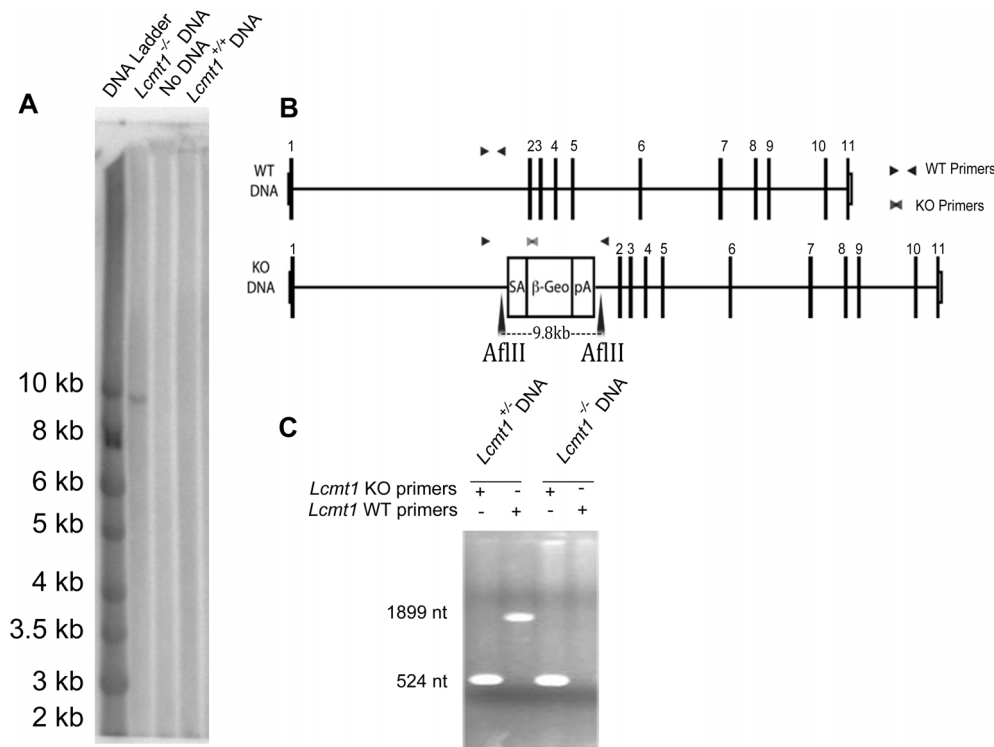 A
DNA Ladder
Lcmt1-/- DNA
No DNA
Lcmt1+/+ DNA
10 kb
8 kb
6 kb
5 kb
4 kb
3.5 kb
3 kb
2 kb
B
WT
DNA
1 2 3 4 5 6 7 8 9 10 11
WT Primers
KO Primers
KO
DNA
1 2 3 4 5 6 7 8 9 10 11
SA β-Geo pA
9.8kb
AflII AflII
C
Lcmt1+/- DNA
Lcmt1-/- DNA
Lcmt1 KO primers + - + -
Lcmt1 WT primers - + - +
1899 nt
524 nt